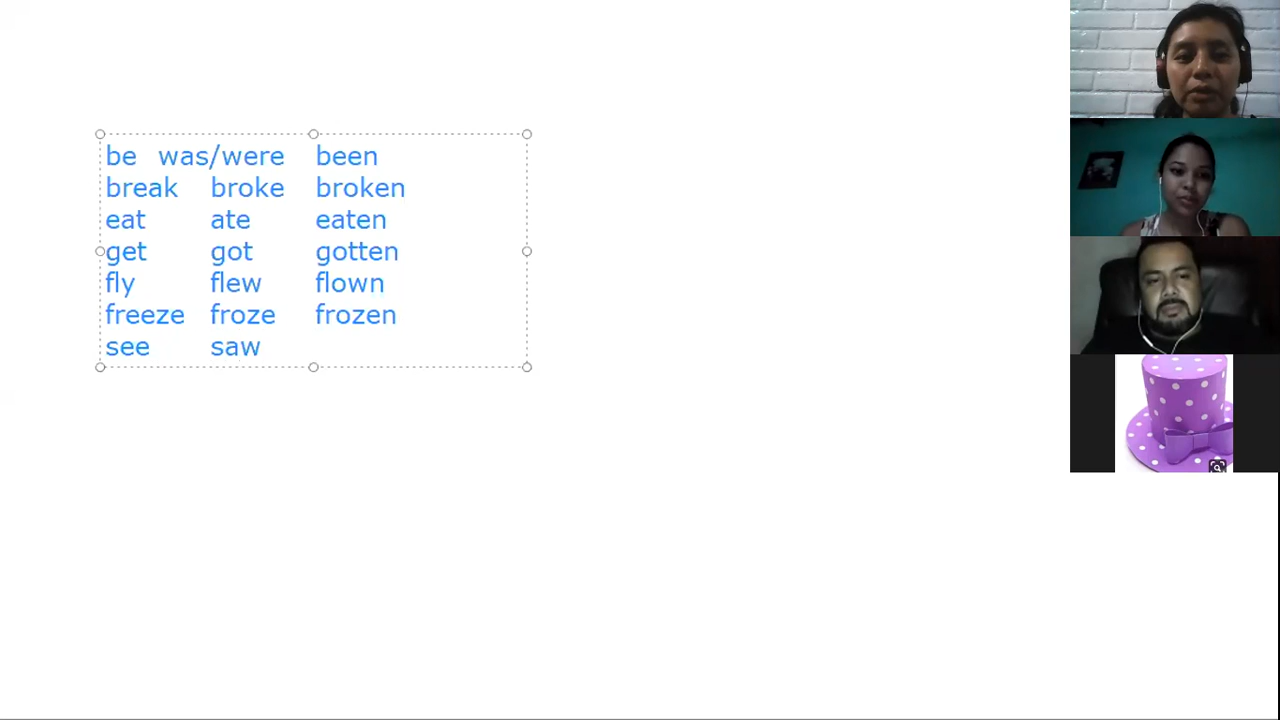 be was/were been
break broke broken
eat ate eaten
get got gotten
fly flew flown
freeze froze frozen
see saw